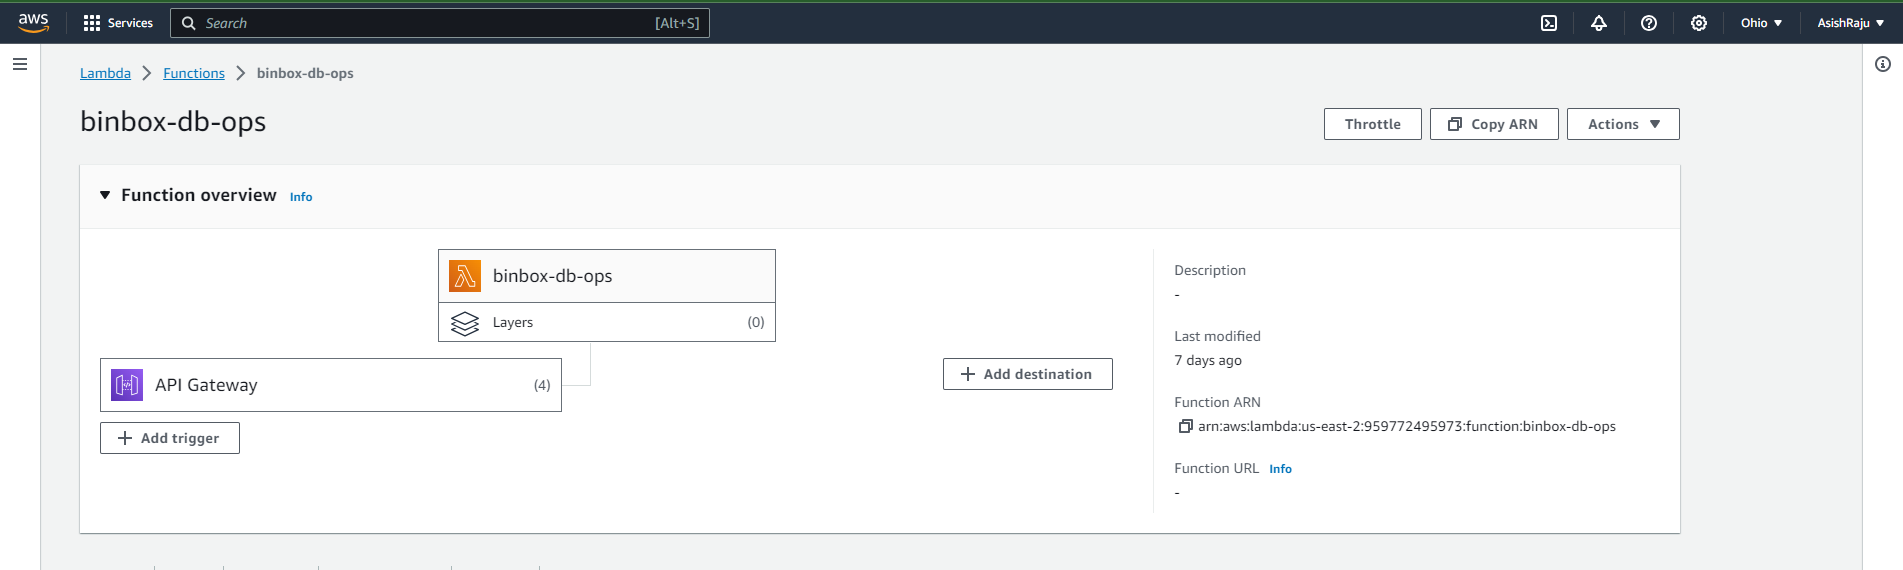 aws Services Search [Alt+S] Ohio AsishRaju
Lambda Functions binbox-db-ops
binbox-db-ops
Throttle Copy ARN Actions
Function overview Info
binbox-db-ops
Layers (0)
API Gateway (4)
Add trigger
Add destination
Description
-
Last modified
7 days ago
Function ARN
arn:aws:lambda:us-east-2:959772495973:function:binbox-db-ops
Function URL Info
-